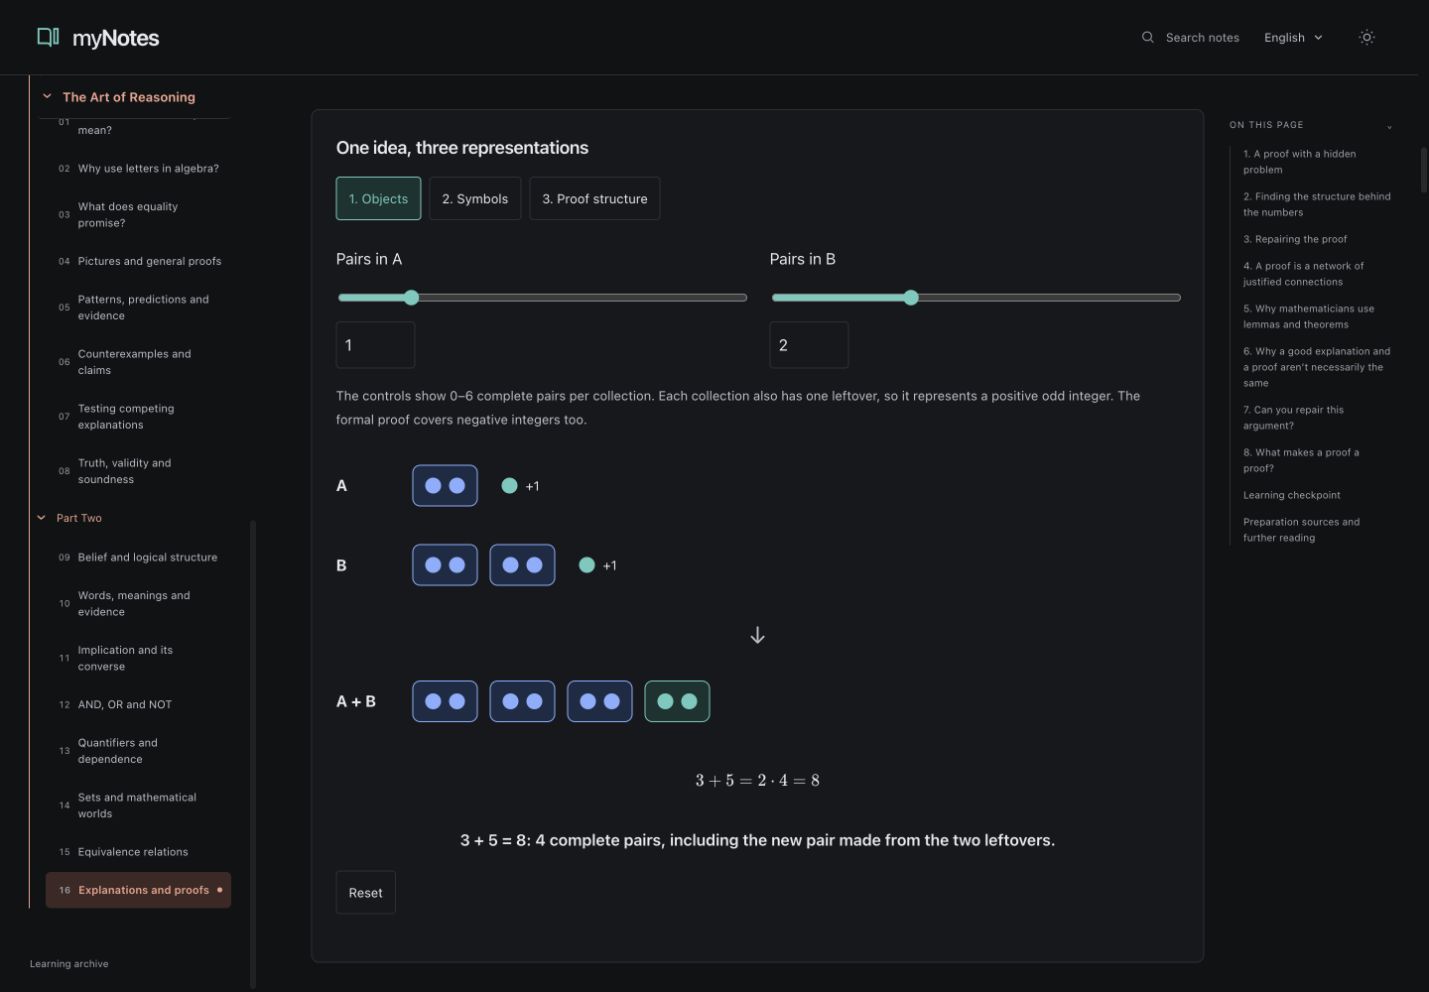 myNotes
Search notes
English
The Art of Reasoning
01
mean?
02 Why use letters in algebra?
03 What does equality
promise?
04 Pictures and general proofs
05 Patterns, predictions and
evidence
06 Counterexamples and
claims
07 Testing competing
explanations
08 Truth, validity and
soundness
Part Two
09 Belief and logical structure
10 Words, meanings and
evidence
11 Implication and its
converse
12 AND, OR and NOT
13 Quantifiers and
dependence
14 Sets and mathematical
worlds
15 Equivalence relations
16 Explanations and proofs
Learning archive
One idea, three representations
1. Objects
2. Symbols
3. Proof structure
Pairs in A
Pairs in B
1
2
The controls show 0–6 complete pairs per collection. Each collection also has one leftover, so it represents a positive odd integer. The
formal proof covers negative integers too.
A
+1
B
+1
↓
A + B
3 + 5 = 2 · 4 = 8
3 + 5 = 8: 4 complete pairs, including the new pair made from the two leftovers.
Reset
ON THIS PAGE
1. A proof with a hidden
problem
2. Finding the structure behind
the numbers
3. Repairing the proof
4. A proof is a network of
justified connections
5. Why mathematicians use
lemmas and theorems
6. Why a good explanation and
a proof aren't necessarily the
same
7. Can you repair this
argument?
8. What makes a proof a
proof?
Learning checkpoint
Preparation sources and
further reading